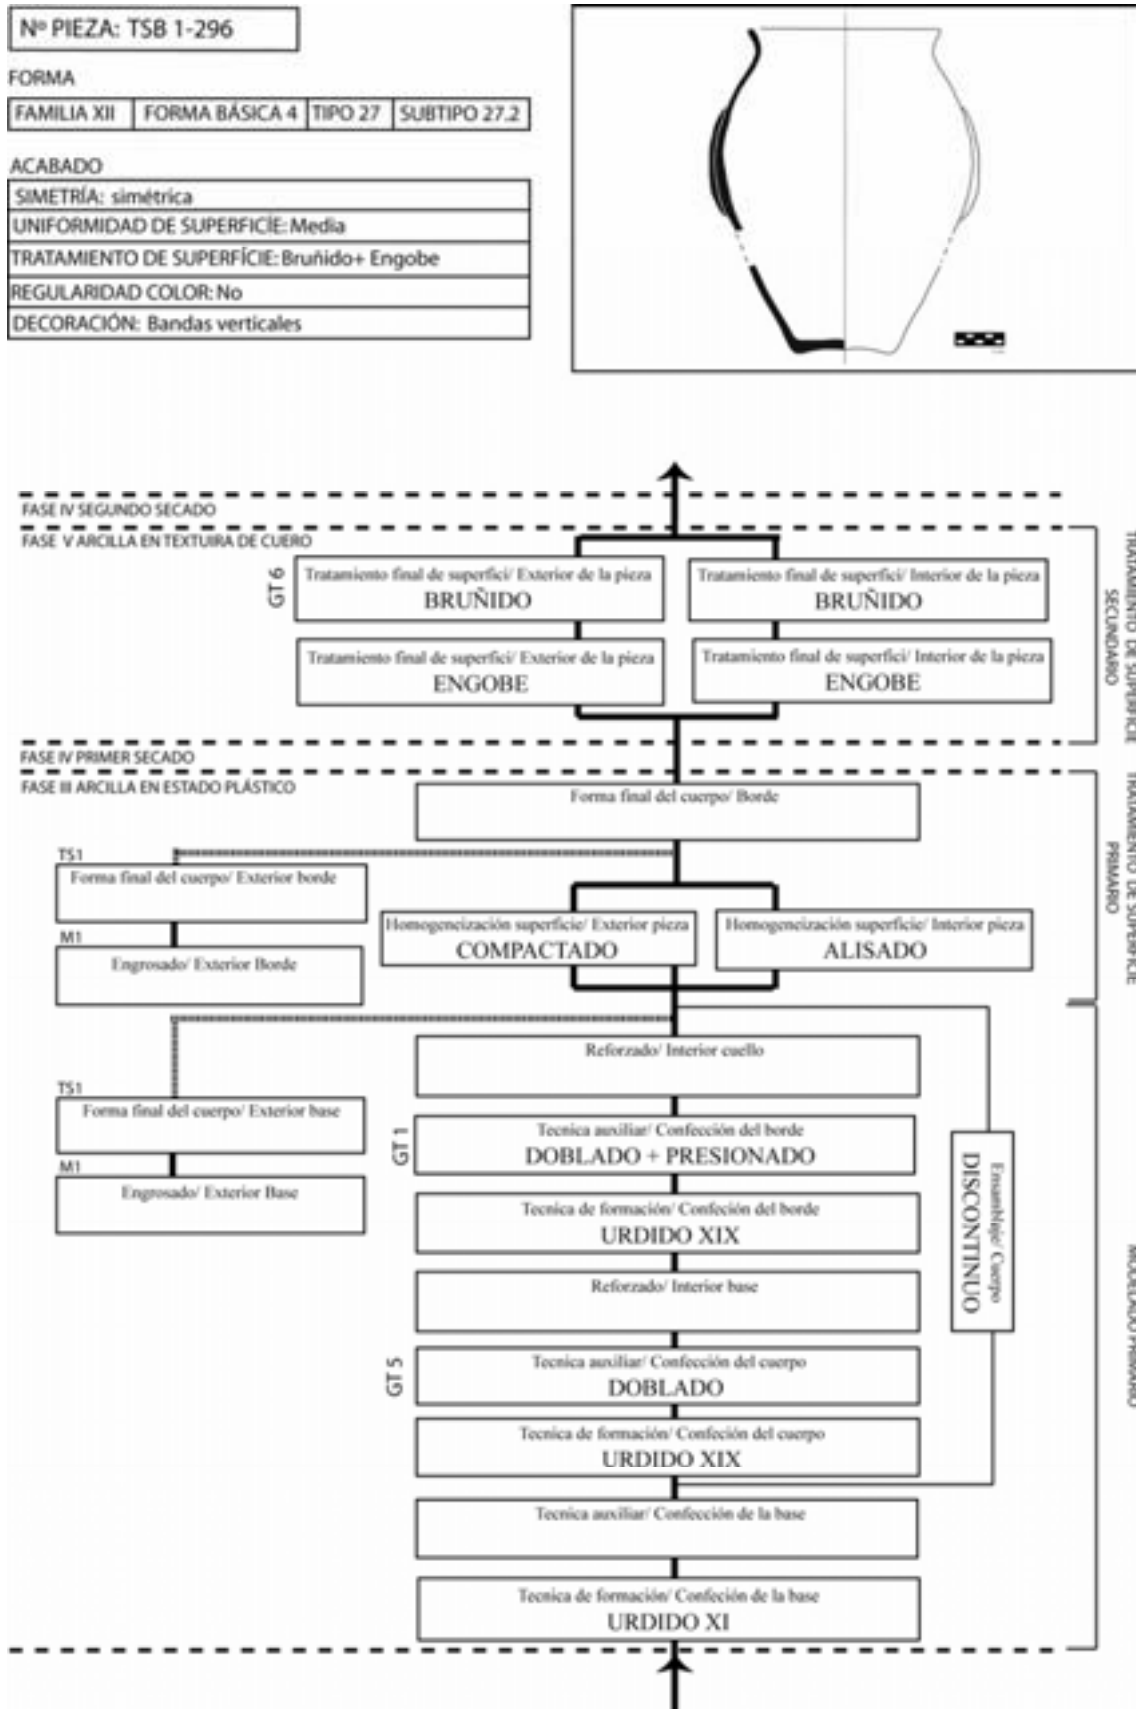 Nº PIEZA: TSB 1-296
FORMA
FAMILIA XII FORMA BÁSICA 4 TIPO 27 SUBTIPO 27.2
ACABADO
SIMETRÍA: simétrica
UNIFORMIDAD DE SUPERFICÍE: Media
TRATAMIENTO DE SUPERFÍCIE: Bruñido+ Engobe
REGULARIDAD COLOR: No
DECORACIÓN: Bandas verticales
FASE IV SEGUNDO SECADO
FASE V ARCILLA EN TEXTUIRA DE CUERO
GT 6
Tratamiento final de superfici/ Exterior de la pieza
BRUÑIDO
Tratamiento final de superfici/ Interior de la pieza
BRUÑIDO
Tratamiento final de superfici/ Exterior de la pieza
ENGOBE
Tratamiento final de superfici/ Interior de la pieza
ENGOBE
TRATAMIENTO DE SUPERFICIE
SECUNDARIO
FASE IV PRIMER SECADO
FASE III ARCILLA EN ESTADO PLÁSTICO
Forma final del cuerpo/ Borde
TS1
Forma final del cuerpo/ Exterior borde
M1
Engrosado/ Exterior Borde
Homogeneización superficie/ Exterior pieza
COMPACTADO
Homogeneización superficie/ Interior pieza
ALISADO
TRATAMIENTO DE SUPERFICIE
PRIMARIO
Reforzado/ Interior cuello
TS1
Forma final del cuerpo/ Exterior base
M1
Engrosado/ Exterior Base
GT 1
Tecnica auxiliar/ Confección del borde
DOBLADO + PRESIONADO
Tecnica de formación/ Confeción del borde
URDIDO XIX
Reforzado/ Interior base
GT 5
Tecnica auxiliar/ Confección del cuerpo
DOBLADO
Tecnica de formación/ Confeción del cuerpo
URDIDO XIX
Ensamblaje/ Cuerpo
DISCONTINUO
Tecnica auxiliar/ Confección de la base
Tecnica de formación/ Confeción de la base
URDIDO XI
MODELADO PRIMARIO